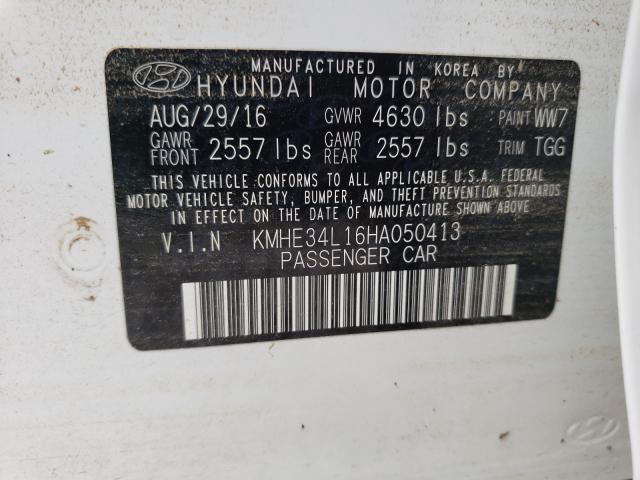 MANUFACTURED IN KOREA BY
HYUNDAI MOTOR COMPANY
AUG/29/16 GVWR 4630 lbs PAINT WW7
GAWR FRONT 2557 lbs GAWR REAR 2557 lbs TRIM TGG
THIS VEHICLE CONFORMS TO ALL APPLICABLE U.S.A. FEDERAL
MOTOR VEHICLE SAFETY, BUMPER, AND THEFT PREVENTION STANDARDS
IN EFFECT ON THE DATE OF MANUFACTURE SHOWN ABOVE.
V.I.N KMHE34L16HA050413
PASSENGER CAR